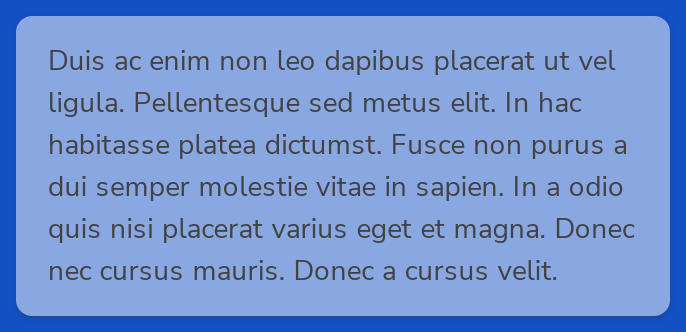 Duis ac enim non leo dapibus placerat ut vel
ligula. Pellentesque sed metus elit. In hac
habitasse platea dictumst. Fusce non purus a
dui semper molestie vitae in sapien. In a odio
quis nisi placerat varius eget et magna. Donec
nec cursus mauris. Donec a cursus velit.